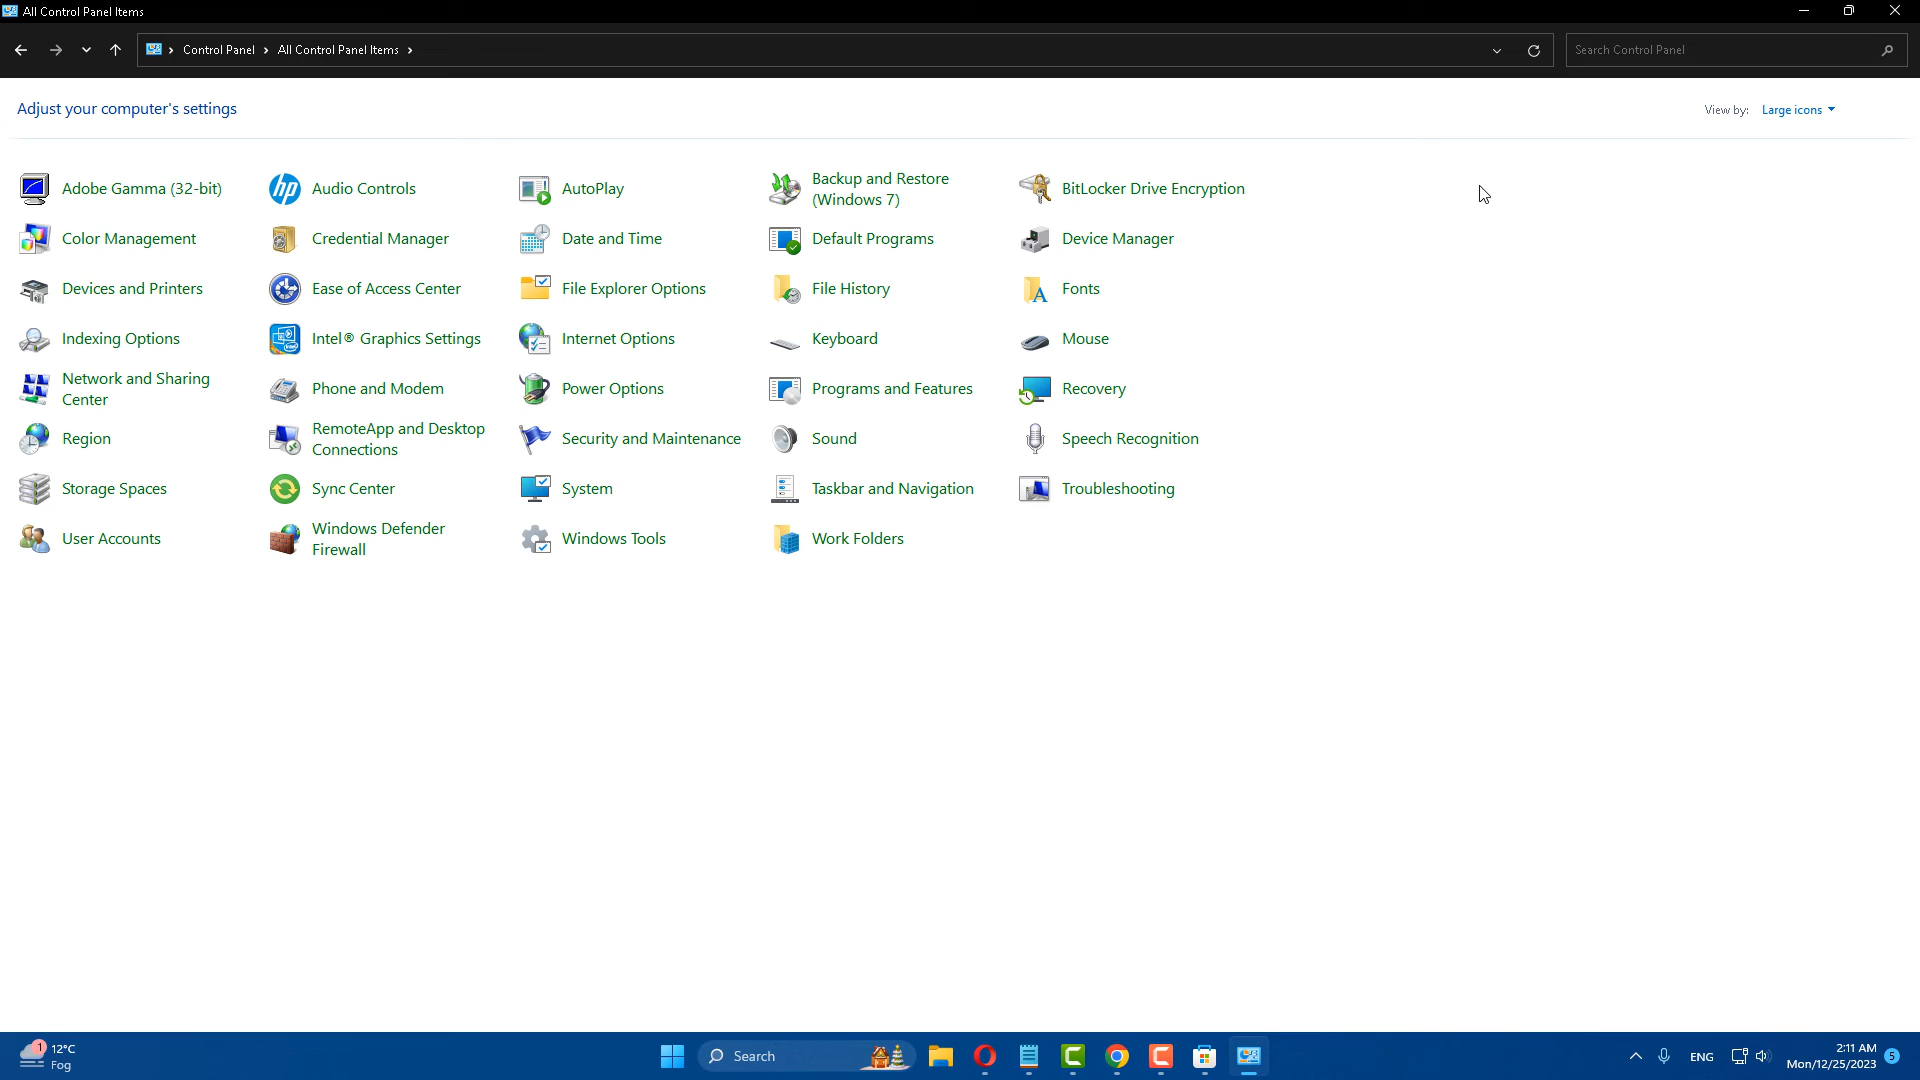 All Control Panel Items
Control Panel > All Control Panel Items >
Search Control Panel
Adjust your computer's settings
View by: Large icons
Adobe Gamma (32-bit)
Audio Controls
AutoPlay
Backup and Restore
(Windows 7)
BitLocker Drive Encryption
Color Management
Credential Manager
Date and Time
Default Programs
Device Manager
Devices and Printers
Ease of Access Center
File Explorer Options
File History
Fonts
Indexing Options
Intel® Graphics Settings
Internet Options
Keyboard
Mouse
Network and Sharing
Center
Phone and Modem
Power Options
Programs and Features
Recovery
Region
RemoteApp and Desktop
Connections
Security and Maintenance
Sound
Speech Recognition
Storage Spaces
Sync Center
System
Taskbar and Navigation
Troubleshooting
User Accounts
Windows Defender
Firewall
Windows Tools
Work Folders
1
12°C
Fog
hp
intel
A
Search
ENG
2:11 AM
Mon/12/25/2023
5